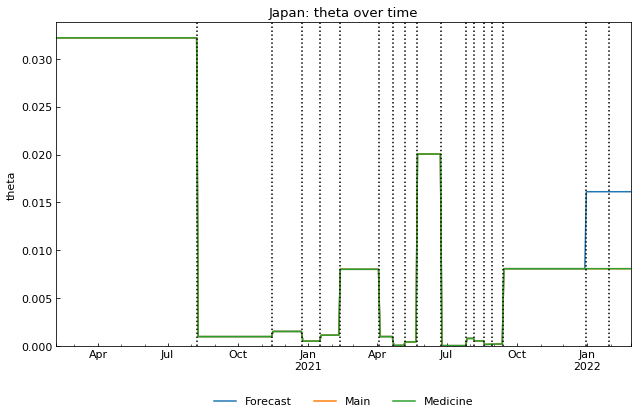 Japan: theta over time
theta
0.030
0.025
0.020
0.015
0.010
0.005
0.000
Apr Jul Oct Jan Apr Jul Oct Jan
2021 2022
Forecast Main Medicine